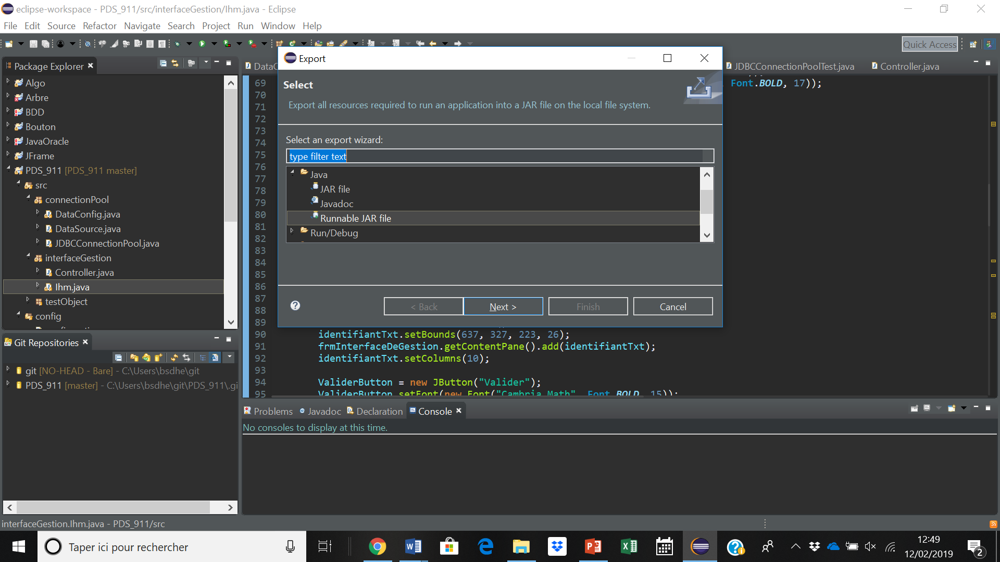 eclipse-workspace - PDS_911/src/interfaceGestion/Ihm.java - Eclipse
File Edit Source Refactor Navigate Search Project Run Window Help
Quick Access
Package Explorer
Algo
Arbre
BDD
Bouton
JavaOracle
JFrame
PDS_911 [PDS_911 master]
src
connectionPool
DataConfig.java
DataSource.java
JDBCConnectionPool.java
interfaceGestion
Controller.java
Ihm.java
testObject
config
Git Repositories
git [NO-HEAD - Bare] - C:\Users\bsdhe\git
PDS_911 [master] - C:\Users\bsdhe\git\PDS_911\.gi
DataC
JDBCConnectionPoolTest.java
Controller.java
69
Font.BOLD, 17));
70
71
72
73
74
75
76
77
78
79
80
81
82
83
84
85
86
87
88
89
90 identifiantTxt.setBounds(637, 327, 223, 26);
91 frmInterfaceDeGestion.getContentPane().add(identifiantTxt);
92 identifiantTxt.setColumns(10);
93
94 ValiderButton = new JButton("Valider");
95 ValiderButton.setFont(new Font("Cambria Math", Font.BOLD, 15));
Export
Select
Export all resources required to run an application into a JAR file on the local file system.
Select an export wizard:
type filter text
Java
JAR file
Javadoc
Runnable JAR file
Run/Debug
< Back Next > Finish Cancel
Problems Javadoc Declaration Console
No consoles to display at this time.
interfaceGestion.Ihm.java - PDS_911/src
Taper ici pour rechercher
12:49
12/02/2019
2